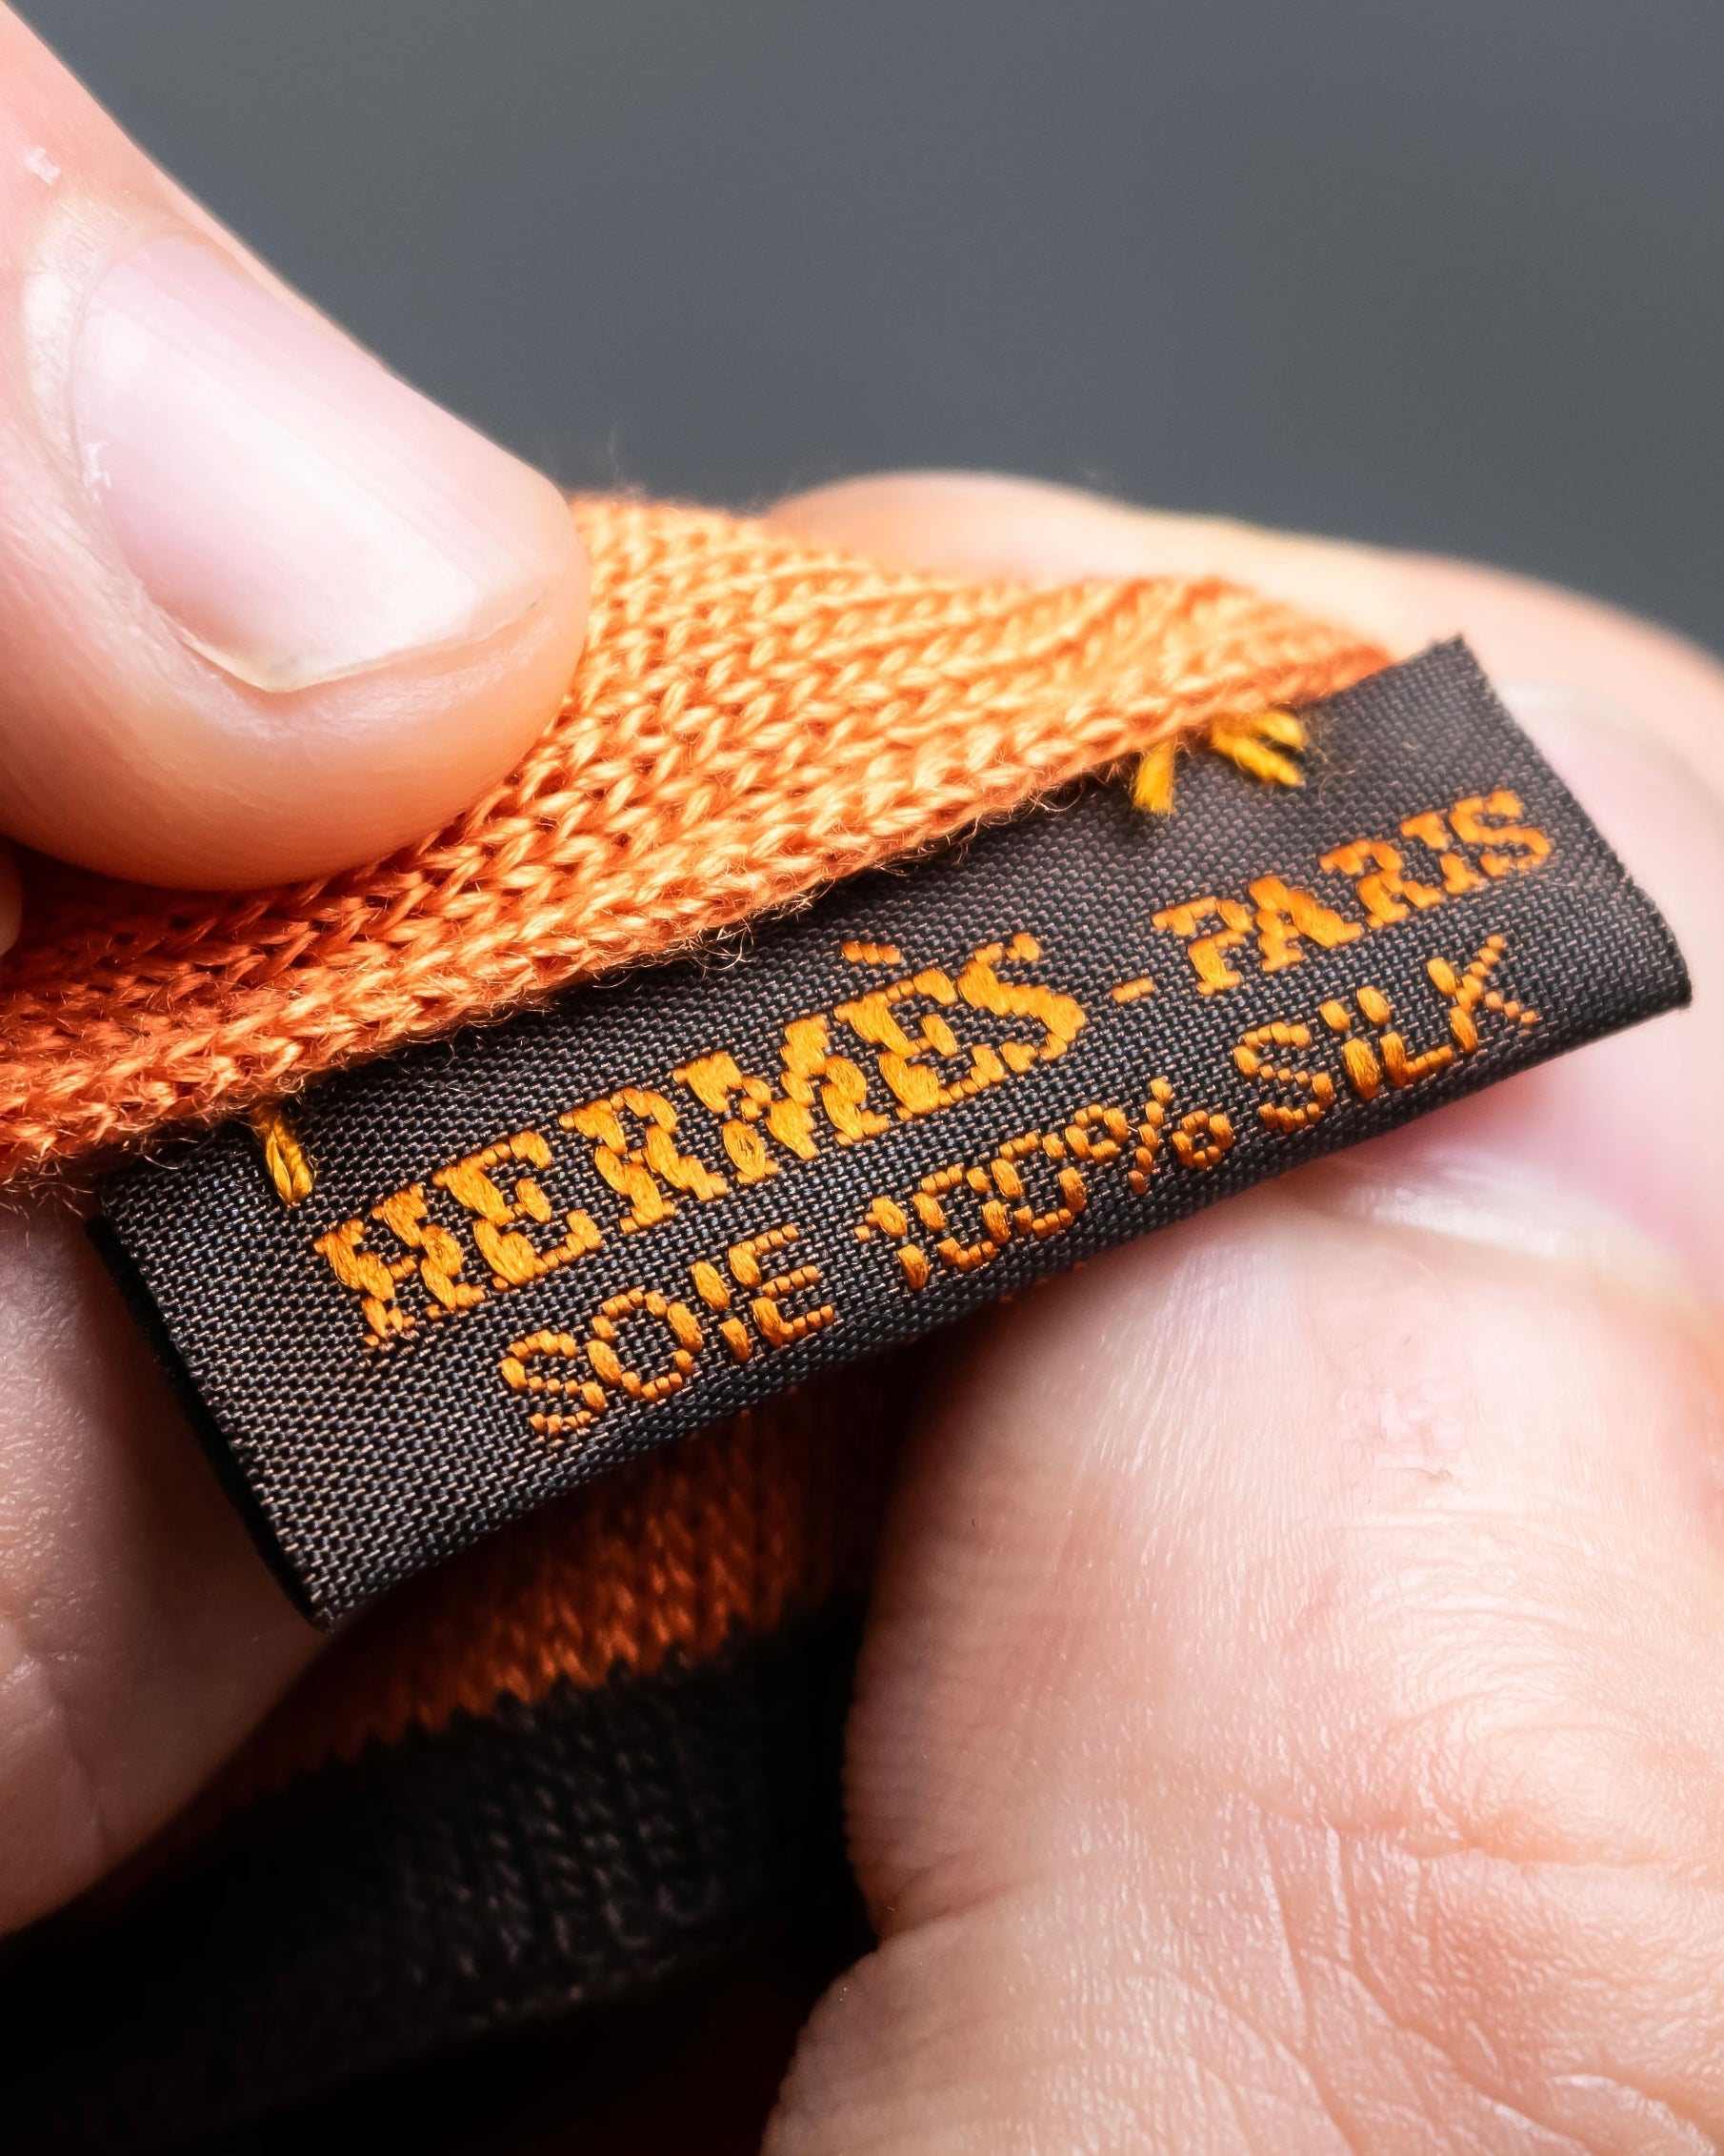 HERMÈS - PARIS
SOIE 100% SILK